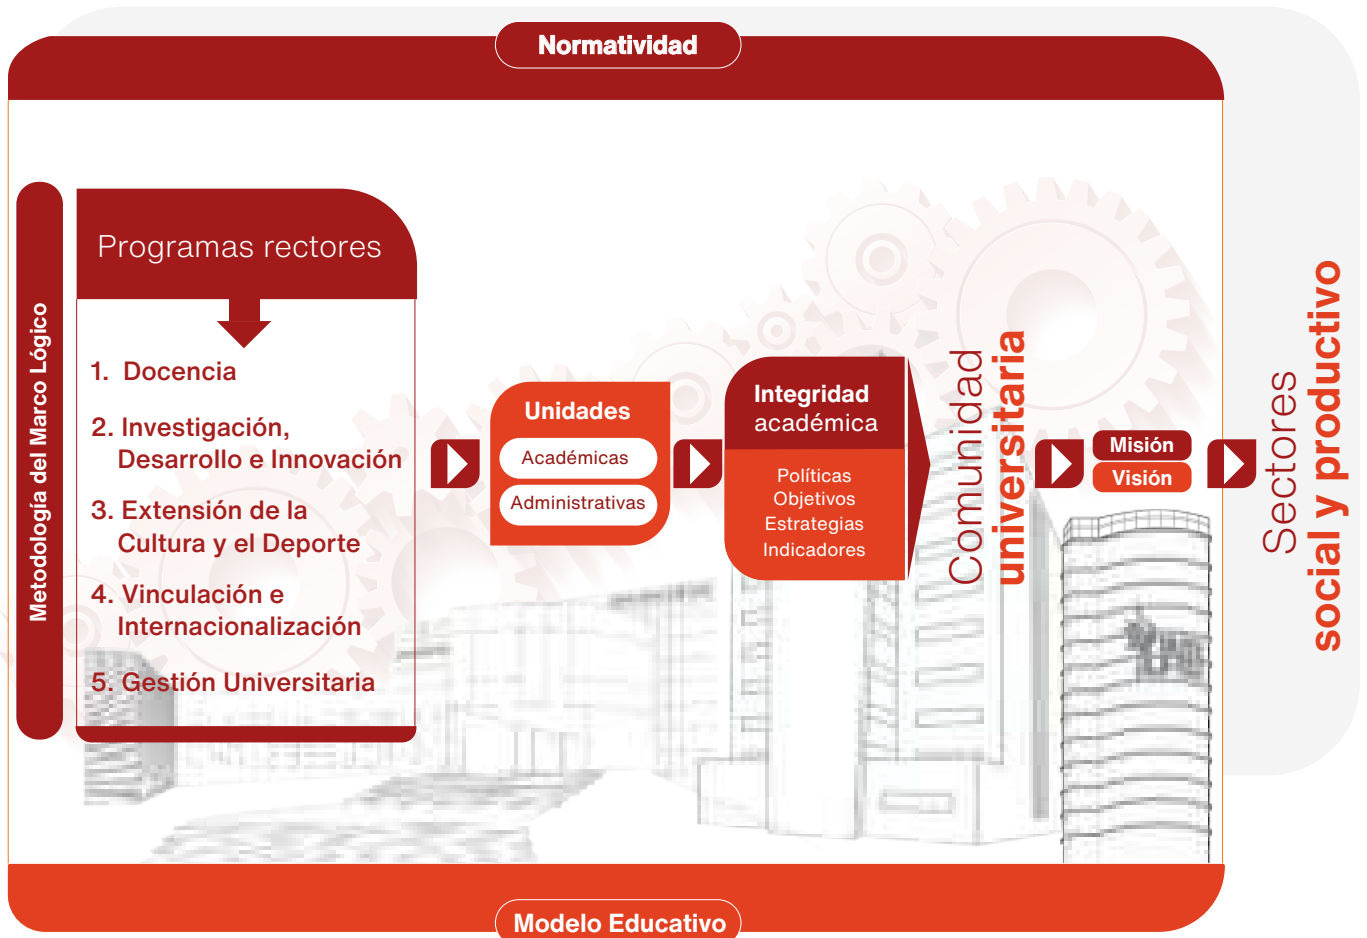 Normatividad
Metodología del Marco Lógico
Programas rectores
1. Docencia
2. Investigación,
Desarrollo e Innovación
3. Extensión de la
Cultura y el Deporte
4. Vinculación e
Internacionalización
5. Gestión Universitaria
Unidades
Académicas
Administrativas
Integridad
académica
Políticas
Objetivos
Estrategias
Indicadores
Comunidad
universitaria
Misión
Visión
Sectores
social y productivo
Modelo Educativo